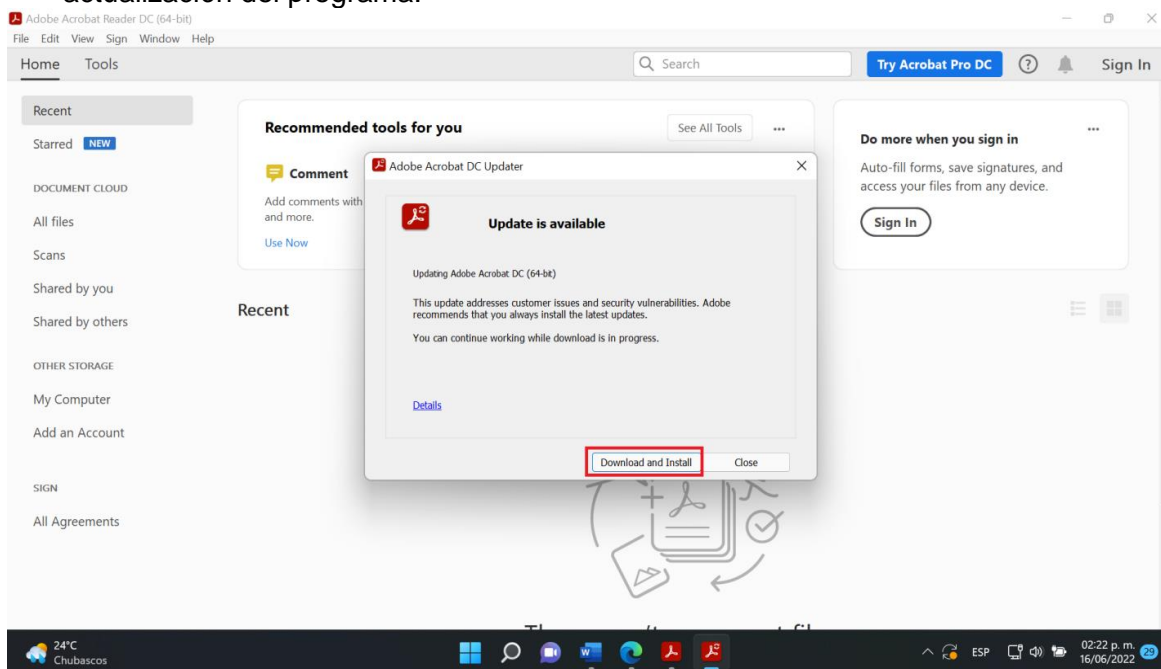 actualización del programa.
Adobe Acrobat Reader DC (64-bit)
File Edit View Sign Window Help
Home Tools
Search
Try Acrobat Pro DC
?
Sign In
Recent
Starred NEW
DOCUMENT CLOUD
All files
Scans
Shared by you
Shared by others
OTHER STORAGE
My Computer
Add an Account
SIGN
All Agreements
Recommended tools for you
See All Tools
Comment
Add comments with
and more.
Use Now
Recent
Do more when you sign in
Auto-fill forms, save signatures, and
access your files from any device.
Sign In
Adobe Acrobat DC Updater
Update is available
Updating Adobe Acrobat DC (64-bit)
This update addresses customer issues and security vulnerabilities. Adobe
recommends that you always install the latest updates.
You can continue working while download is in progress.
Details
Download and Install
Close
24°C
Chubascos
ESP
02:22 p. m.
16/06/2022
29